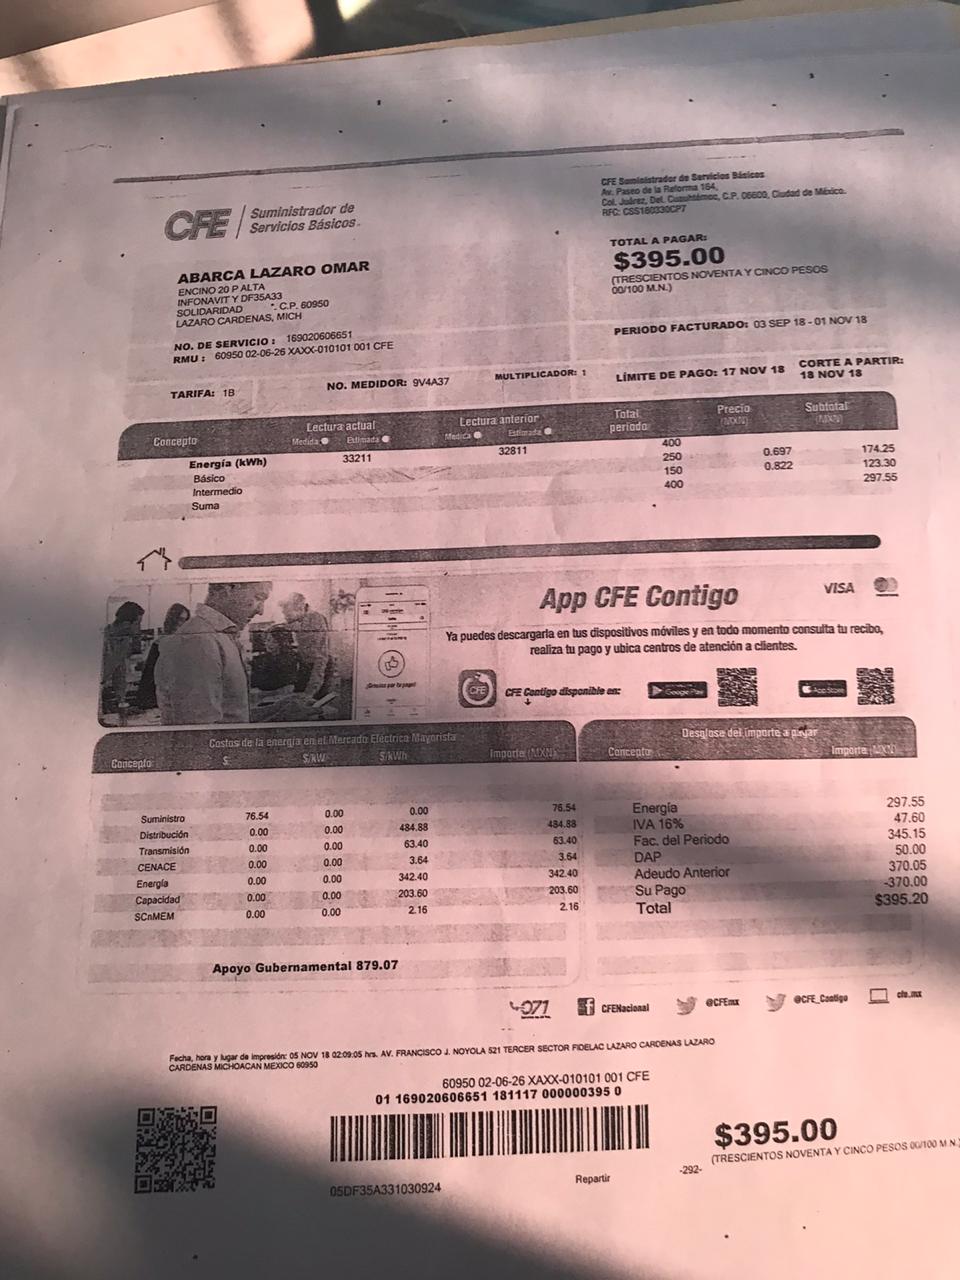 CFE Suministrador de Servicios Básicos
Av. Paseo de la Reforma 164,
Col. Juárez, Del. Cuauhtémoc, C.P. 06600, Ciudad de México.
RFC: CSS160330CP7
CFE Suministrador de
Servicios Básicos
TOTAL A PAGAR:
$395.00
(TRESCIENTOS NOVENTA Y CINCO PESOS
00/100 M.N.)
ABARCA LAZARO OMAR
ENCINO 20 P ALTA
INFONAVIT Y DF35A33
SOLIDARIDAD C.P. 60950
LAZARO CARDENAS, MICH
NO. DE SERVICIO : 169020606651
RMU : 60950 02-06-26 XAXX-010101 001 CFE
PERIODO FACTURADO: 03 SEP 18 - 01 NOV 18
TARIFA: 1B NO. MEDIDOR: 9V4A37 MULTIPLICADOR: 1 LÍMITE DE PAGO: 17 NOV 18 CORTE A PARTIR:
18 NOV 18
Concepto Lectura actual Lectura anterior Total periodo Precio (MXN) Subtotal (MXN)
Medida Estimada Medida Estimada
Energía (kWh) 33211 32811 400
Básico 250 0.697 174.25
Intermedio 150 0.822 123.30
Suma 400 297.55
App CFE Contigo VISA
Ya puedes descargarla en tus dispositivos móviles y en todo momento consulta tu recibo,
realiza tu pago y ubica centros de atención a clientes.
CFE CFE Contigo disponible en: Google Play App Store
Costos de la energía en el Mercado Eléctrico Mayorista
Concepto $ $/kW $/kWh Importe (MXN)
Suministro 76.54 0.00 0.00 76.54
Distribución 0.00 0.00 484.88 484.88
Transmisión 0.00 0.00 63.40 63.40
CENACE 0.00 0.00 3.64 3.64
Energía 0.00 0.00 342.40 342.40
Capacidad 0.00 0.00 203.60 203.60
SCnMEM 0.00 0.00 2.16 2.16
Apoyo Gubernamental 879.07
Desglose del importe a pagar
Concepto Importe (MXN)
Energía 297.55
IVA 16% 47.60
Fac. del Periodo 345.15
DAP 50.00
Adeudo Anterior 370.05
Su Pago -370.00
Total $395.20
071 CFENacional @CFEmx @CFE_Contigo cfe.mx
Fecha, hora y lugar de impresión: 05 NOV 18 02:09:05 hrs. AV. FRANCISCO J. NOYOLA 521 TERCER SECTOR FIDELAC LAZARO CARDENAS LAZARO
CARDENAS MICHOACAN MEXICO 60950
60950 02-06-26 XAXX-010101 001 CFE
01 169020606651 181117 000000395 0
$395.00
(TRESCIENTOS NOVENTA Y CINCO PESOS 00/100 M.N.)
05DF35A331030924
Repartir
-292-